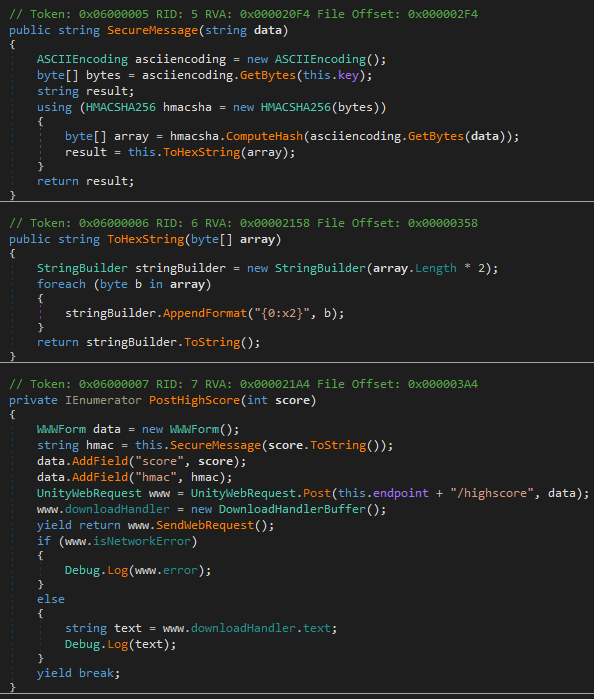 // Token: 0x06000005 RID: 5 RVA: 0x000020F4 File Offset: 0x000002F4
public string SecureMessage(string data)
{
    ASCIIEncoding asciiencoding = new ASCIIEncoding();
    byte[] bytes = asciiencoding.GetBytes(this.key);
    string result;
    using (HMACSHA256 hmacsha = new HMACSHA256(bytes))
    {
        byte[] array = hmacsha.ComputeHash(asciiencoding.GetBytes(data));
        result = this.ToHexString(array);
    }
    return result;
}
// Token: 0x06000006 RID: 6 RVA: 0x00002158 File Offset: 0x00000358
public string ToHexString(byte[] array)
{
    StringBuilder stringBuilder = new StringBuilder(array.Length * 2);
    foreach (byte b in array)
    {
        stringBuilder.AppendFormat("{0:x2}", b);
    }
    return stringBuilder.ToString();
}
// Token: 0x06000007 RID: 7 RVA: 0x000021A4 File Offset: 0x000003A4
private IEnumerator PostHighScore(int score)
{
    WWWForm data = new WWWForm();
    string hmac = this.SecureMessage(score.ToString());
    data.AddField("score", score);
    data.AddField("hmac", hmac);
    UnityWebRequest www = UnityWebRequest.Post(this.endpoint + "/highscore", data);
    www.downloadHandler = new DownloadHandlerBuffer();
    yield return www.SendWebRequest();
    if (www.isNetworkError)
    {
        Debug.Log(www.error);
    }
    else
    {
        string text = www.downloadHandler.text;
        Debug.Log(text);
    }
    yield break;
}